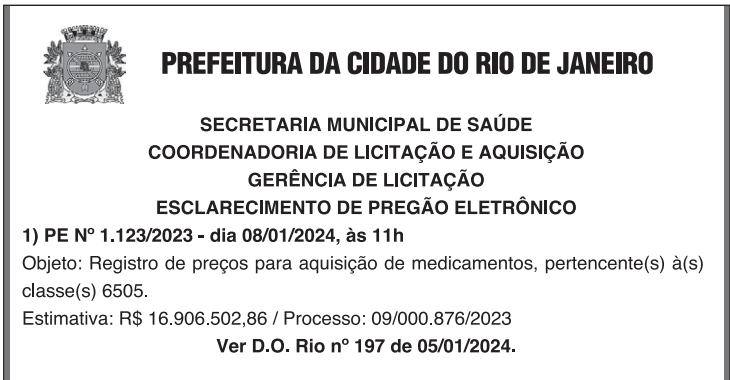 PREFEITURA DA CIDADE DO RIO DE JANEIRO
SECRETARIA MUNICIPAL DE SAÚDE
COORDENADORIA DE LICITAÇÃO E AQUISIÇÃO
GERÊNCIA DE LICITAÇÃO
ESCLARECIMENTO DE PREGÃO ELETRÔNICO
1) PE Nº 1.123/2023 - dia 08/01/2024, às 11h
Objeto: Registro de preços para aquisição de medicamentos, pertencente(s) à(s)
classe(s) 6505.
Estimativa: R$ 16.906.502,86 / Processo: 09/000.876/2023
Ver D.O. Rio nº 197 de 05/01/2024.